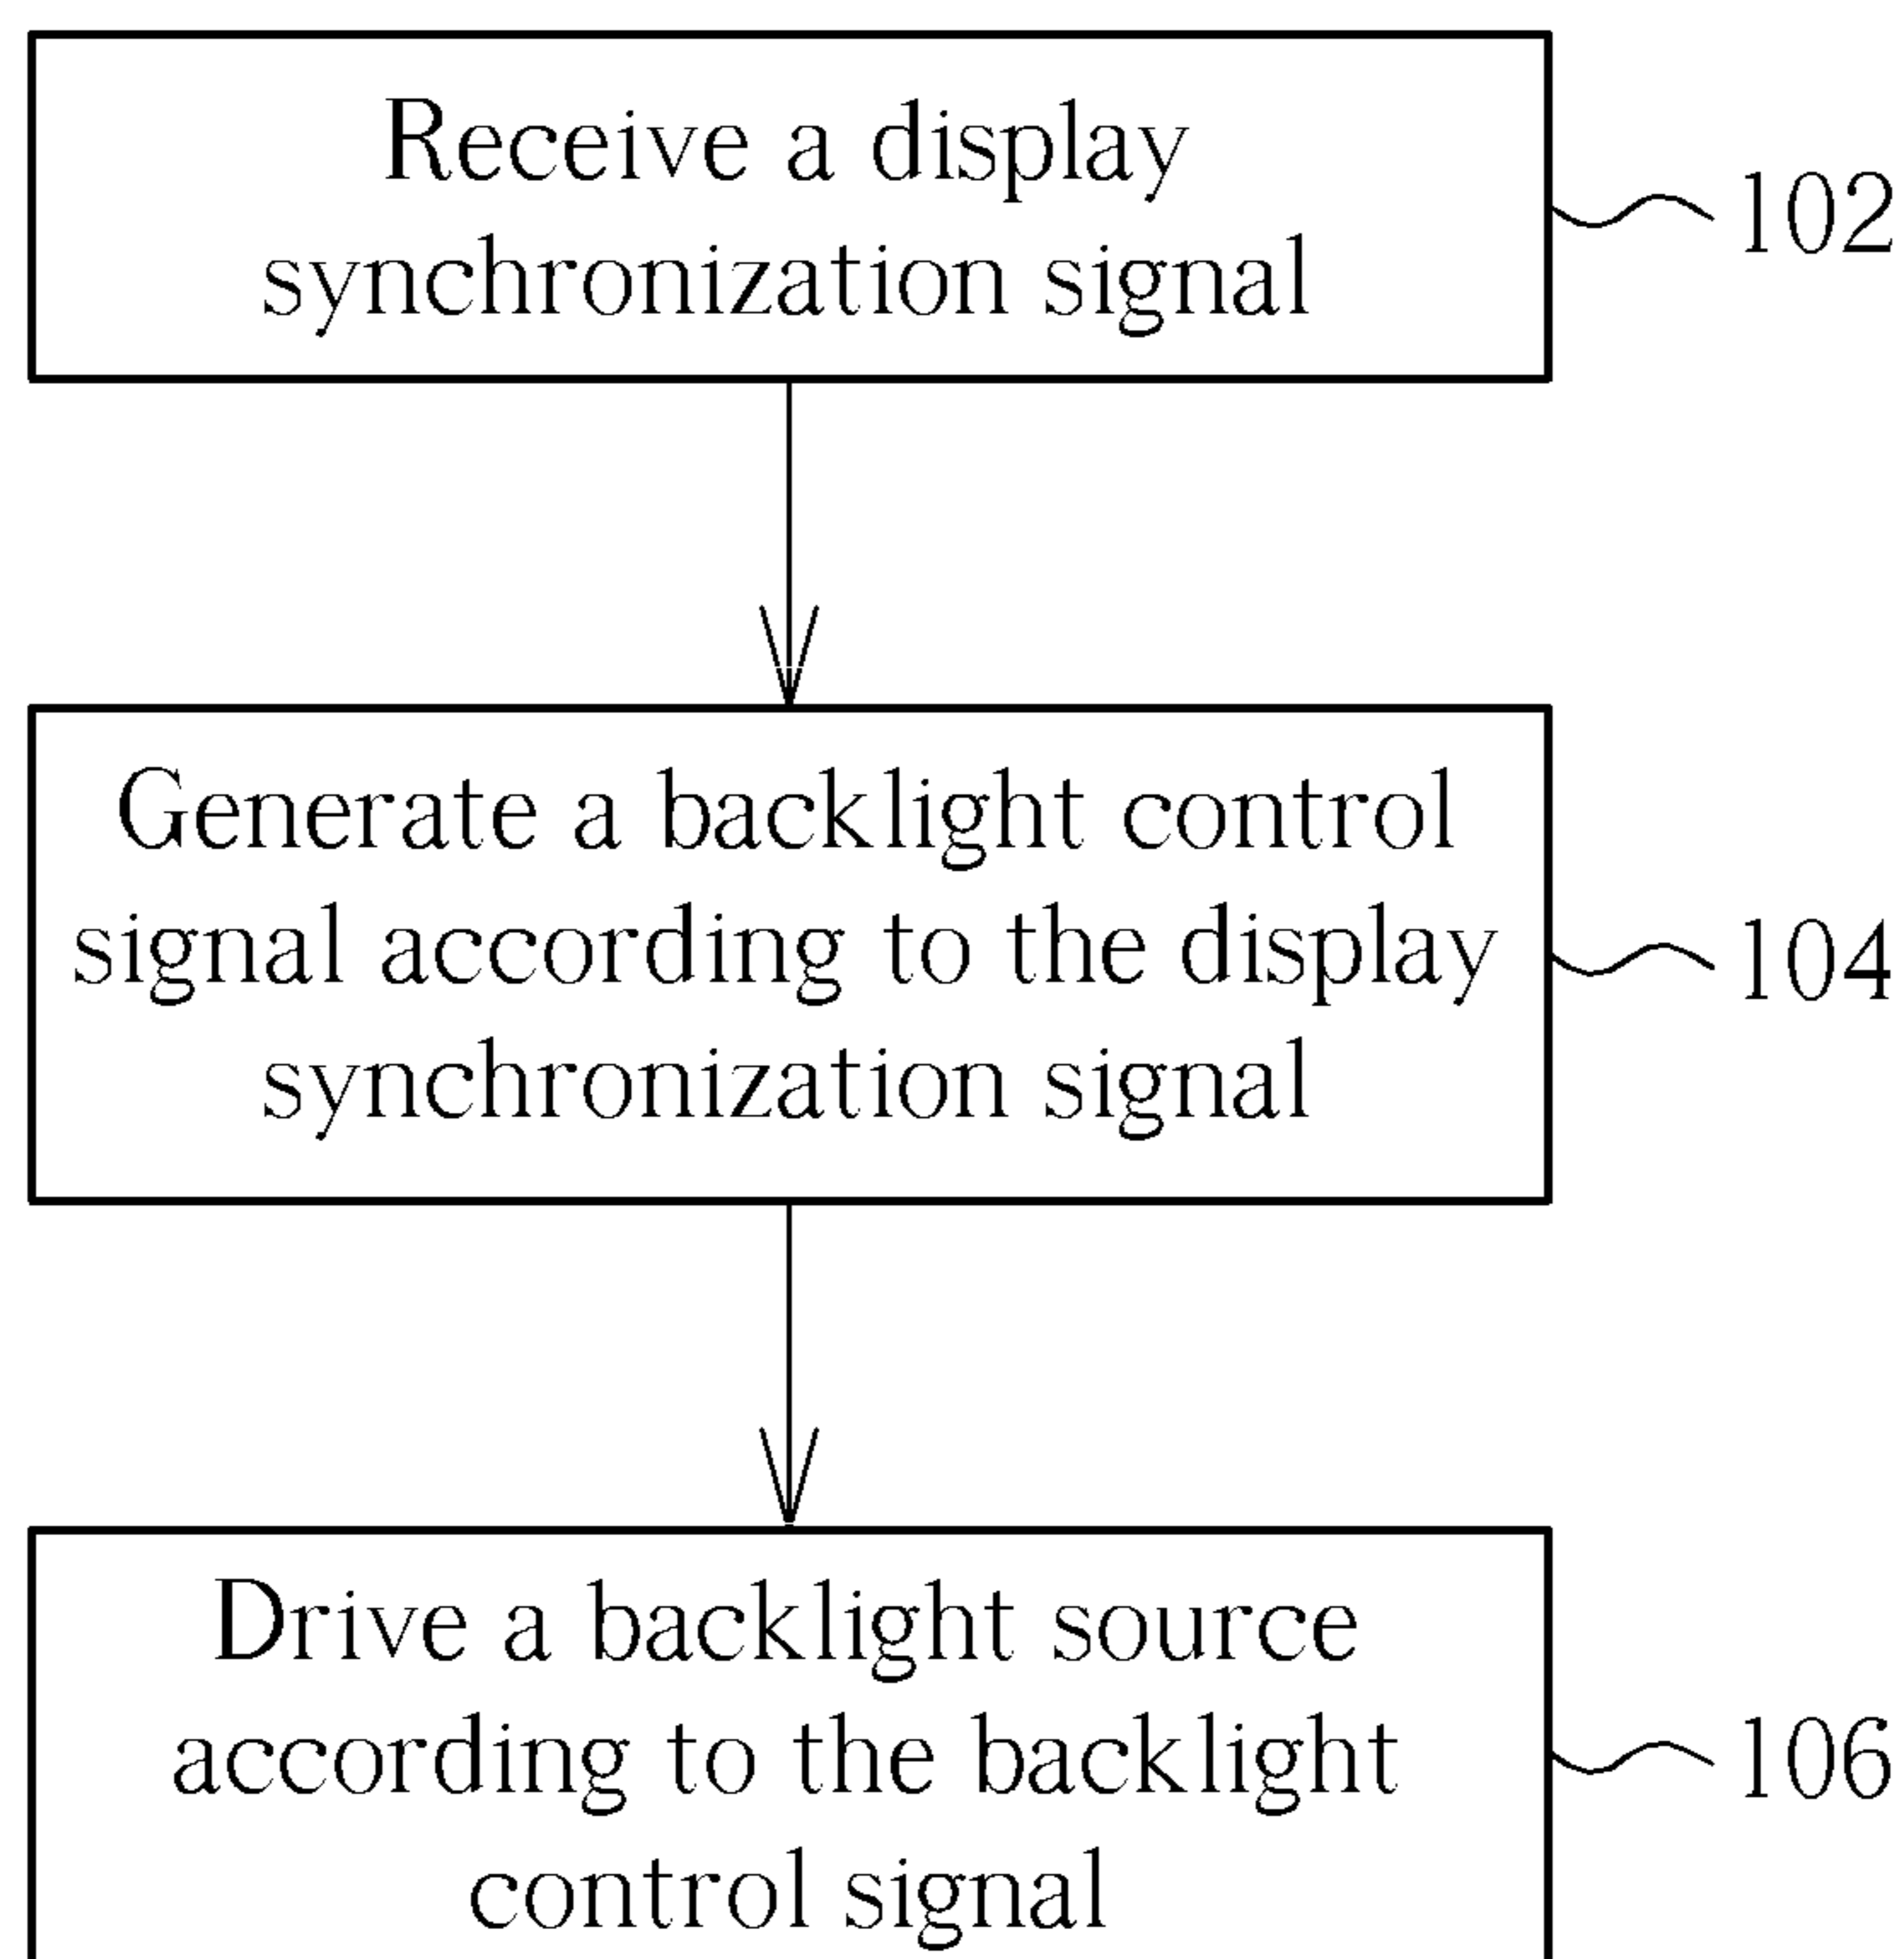 Receive a display
synchronization signal
102
Generate a backlight control
signal according to the display
synchronization signal
104
Drive a backlight source
according to the backlight
control signal
106